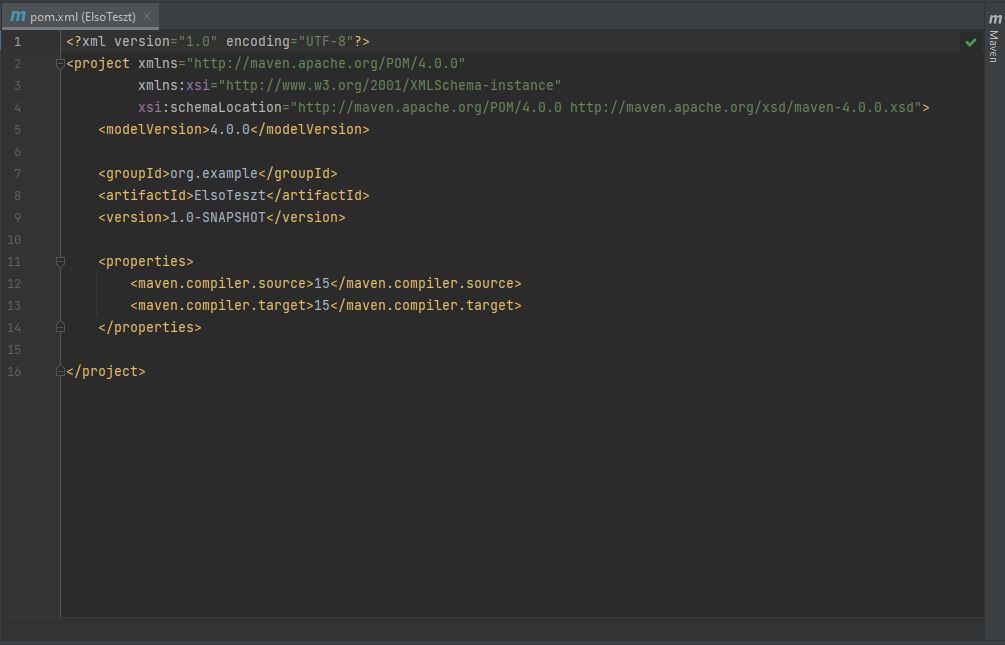 m pom.xml (ElsoTeszt) ×
m Maven
1 <?xml version="1.0" encoding="UTF-8"?>
2 <project xmlns="http://maven.apache.org/POM/4.0.0"
3 xmlns:xsi="http://www.w3.org/2001/XMLSchema-instance"
4 xsi:schemaLocation="http://maven.apache.org/POM/4.0.0 http://maven.apache.org/xsd/maven-4.0.0.xsd">
5 <modelVersion>4.0.0</modelVersion>
6
7 <groupId>org.example</groupId>
8 <artifactId>ElsoTeszt</artifactId>
9 <version>1.0-SNAPSHOT</version>
10
11 <properties>
12 <maven.compiler.source>15</maven.compiler.source>
13 <maven.compiler.target>15</maven.compiler.target>
14 </properties>
15
16 </project>